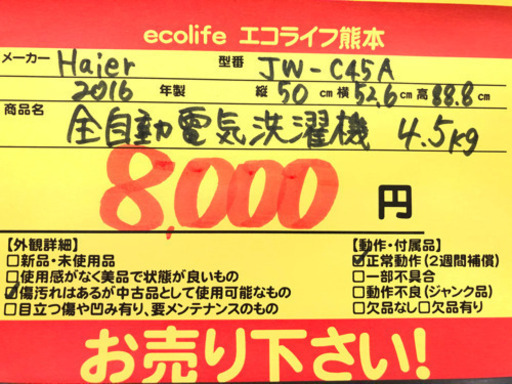 ecolife エコライフ熊本
メーカー Haier 型番 JW-C45A
2016 年製 縦 50 cm 横 52.6 cm 高 88.8 cm
商品名 全自動電気洗濯機 4.5kg
8,000 円
【外観詳細】 【動作・付属品】
□新品・未使用品 ☑正常動作(2週間補償)
□使用感がなく美品で状態が良いもの □一部不具合
☑傷汚れはあるが中古品として使用可能なもの □動作不良(ジャンク品)
□目立つ傷や凹み有り、要メンテナンスのもの □欠品なし□欠品有り
お売り下さい!